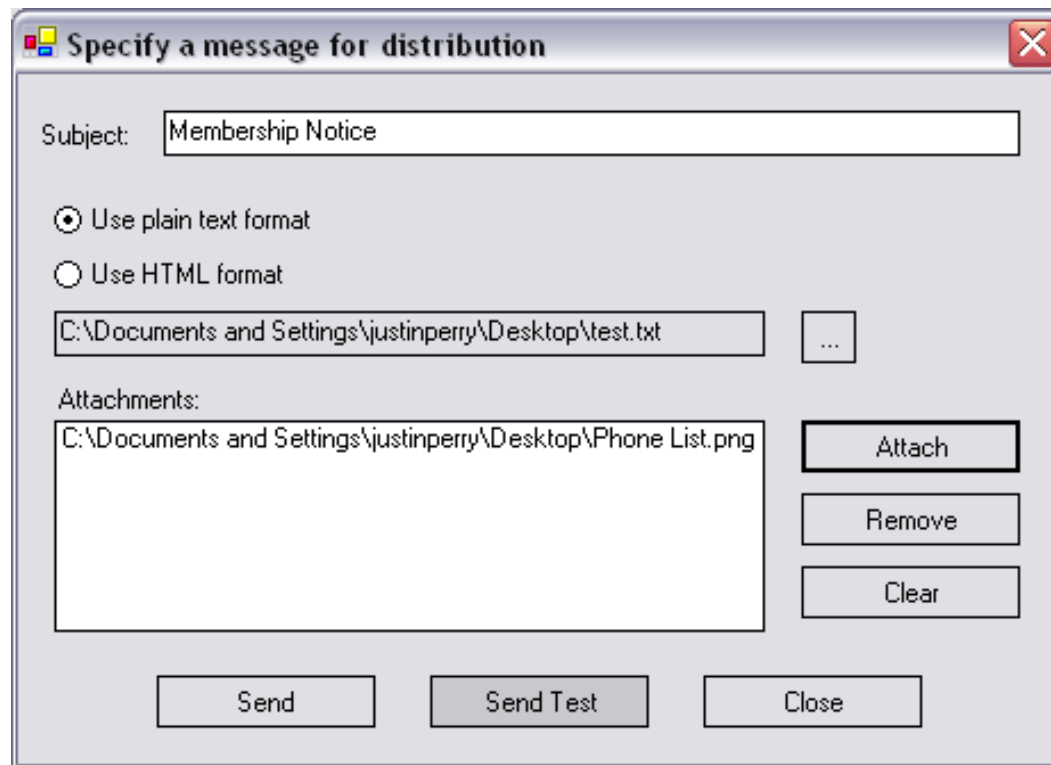 Specify a message for distribution
Subject: Membership Notice
Use plain text format
Use HTML format
C:\Documents and Settings\justinperry\Desktop\test.txt ...
Attachments:
C:\Documents and Settings\justinperry\Desktop\Phone List.png
Attach
Remove
Clear
Send Send Test Close